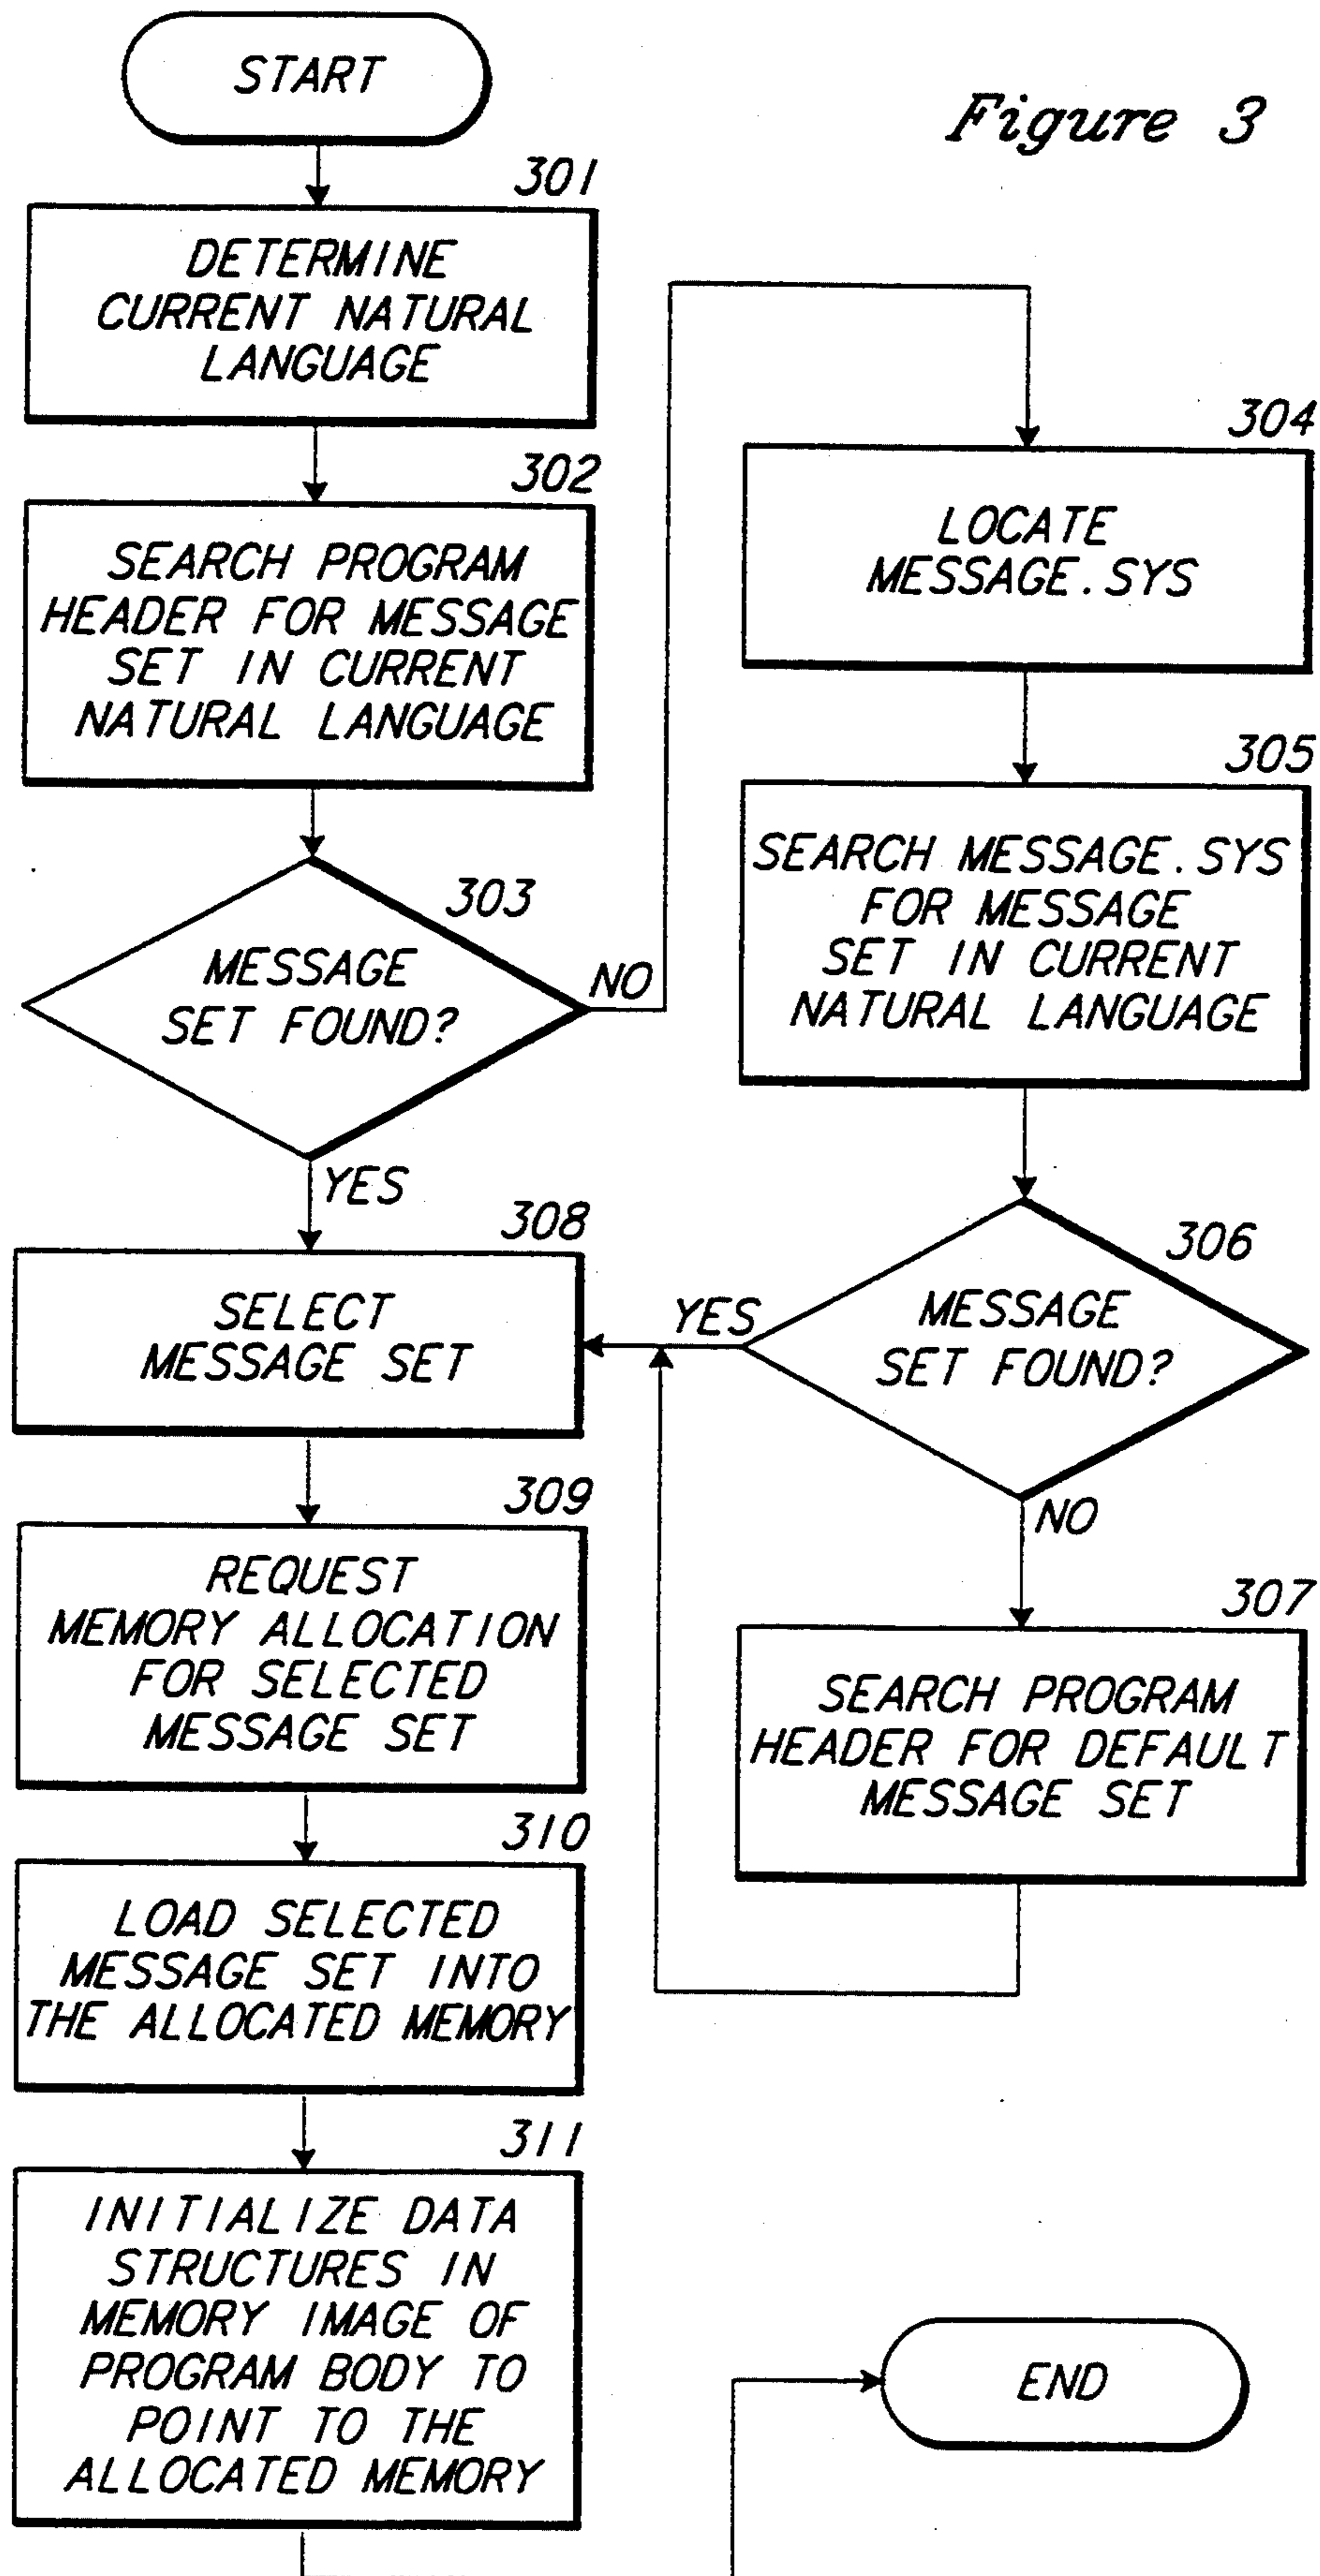 START
Figure 3
301
DETERMINE
CURRENT NATURAL
LANGUAGE
302
SEARCH PROGRAM
HEADER FOR MESSAGE
SET IN CURRENT
NATURAL LANGUAGE
303
MESSAGE
SET FOUND?
NO
YES
304
LOCATE
MESSAGE.SYS
305
SEARCH MESSAGE.SYS
FOR MESSAGE
SET IN CURRENT
NATURAL LANGUAGE
306
MESSAGE
SET FOUND?
YES
NO
307
SEARCH PROGRAM
HEADER FOR DEFAULT
MESSAGE SET
308
SELECT
MESSAGE SET
309
REQUEST
MEMORY ALLOCATION
FOR SELECTED
MESSAGE SET
310
LOAD SELECTED
MESSAGE SET INTO
THE ALLOCATED MEMORY
311
INITIALIZE DATA
STRUCTURES IN
MEMORY IMAGE OF
PROGRAM BODY TO
POINT TO THE
ALLOCATED MEMORY
END